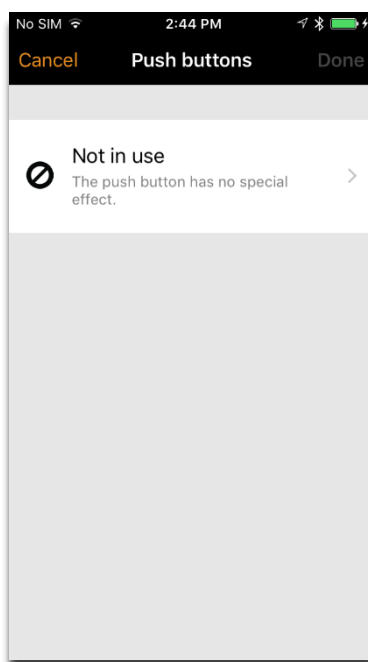 No SIM 2:44 PM
Cancel Push buttons Done
Not in use
The push button has no special
effect.